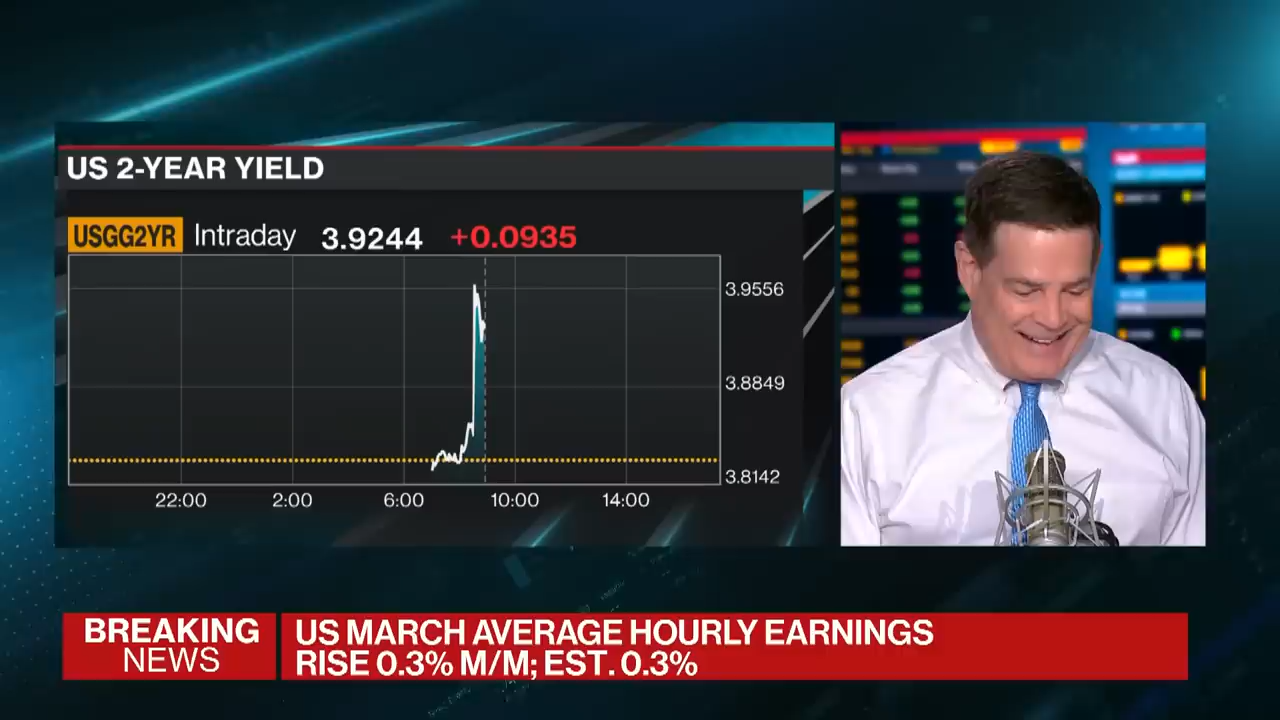 US 2-YEAR YIELD
USGG2YR Intraday 3.9244 +0.0935
3.9556
3.8849
3.8142
22:00 2:00 6:00 10:00 14:00
BREAKING NEWS
US MARCH AVERAGE HOURLY EARNINGS
RISE 0.3% M/M; EST. 0.3%